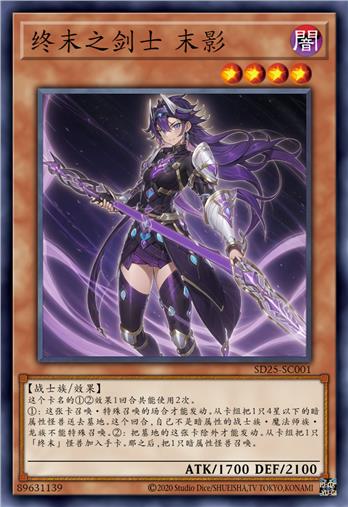 终末之剑士 末影
闇
SD25-SC001
【战士族/效果】
这个卡名的①②效果1回合共能使用2次。
①：这张卡召唤・特殊召唤的场合才能发动。从卡组把1只4星以下的暗
属性怪兽送去墓地。这个回合，自己不是暗属性的战士族・魔法师族・
龙族不能特殊召唤。②：把墓地的这张卡除外才能发动。从卡组把1只
「终末」怪兽加入手卡。那之后，把1只暗属性怪兽召唤。
ATK/1700 DEF/2100
89631139
©2020 Studio Dice/SHUEISHA,TV TOKYO,KONAMI